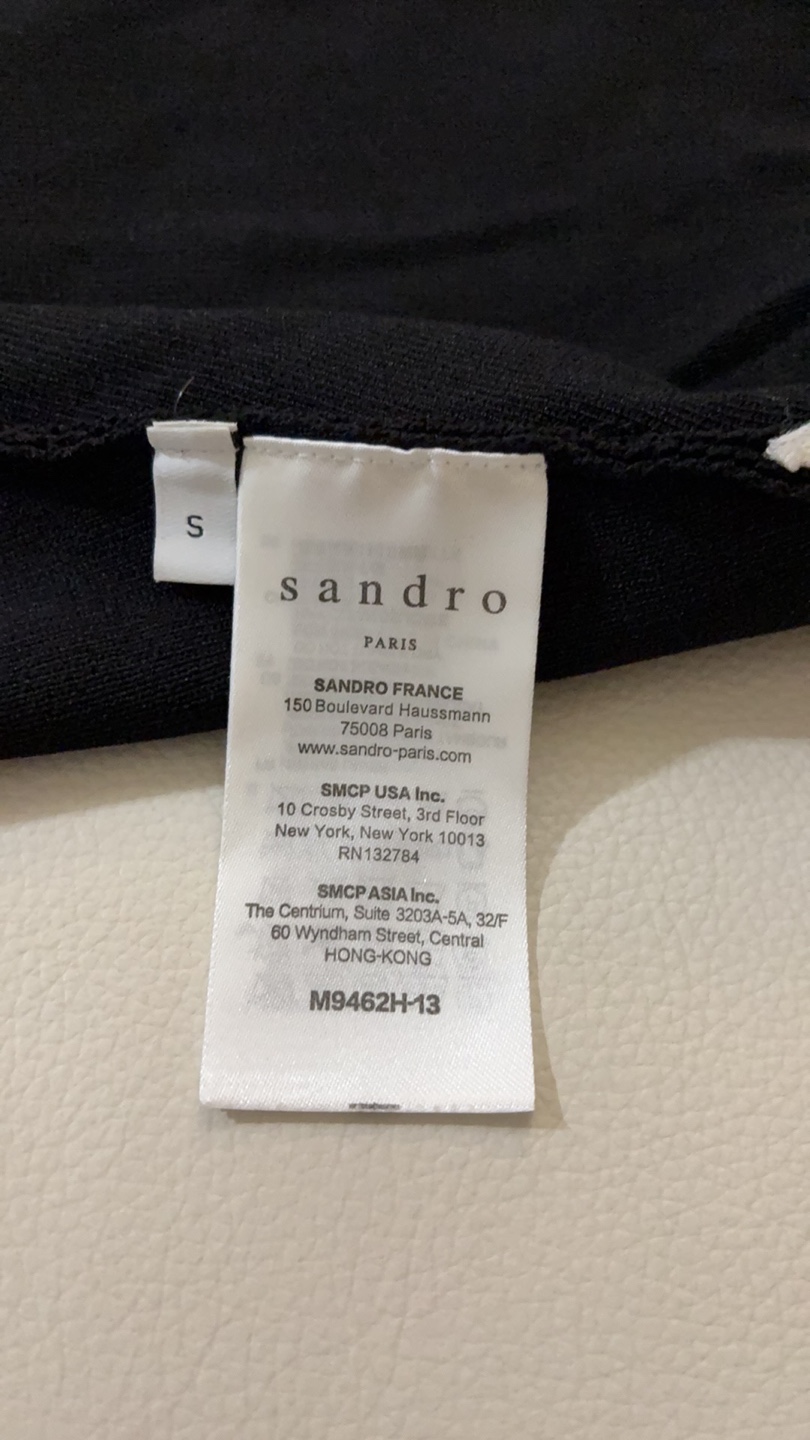 S
sandro
PARIS
SANDRO FRANCE
150 Boulevard Haussmann
75008 Paris
www.sandro-paris.com
SMCP USA Inc.
10 Crosby Street, 3rd Floor
New York, New York 10013
RN132784
SMCP ASIA Inc.
The Centrium, Suite 3203A-5A, 32/F
60 Wyndham Street, Central
HONG-KONG
M9462H-13